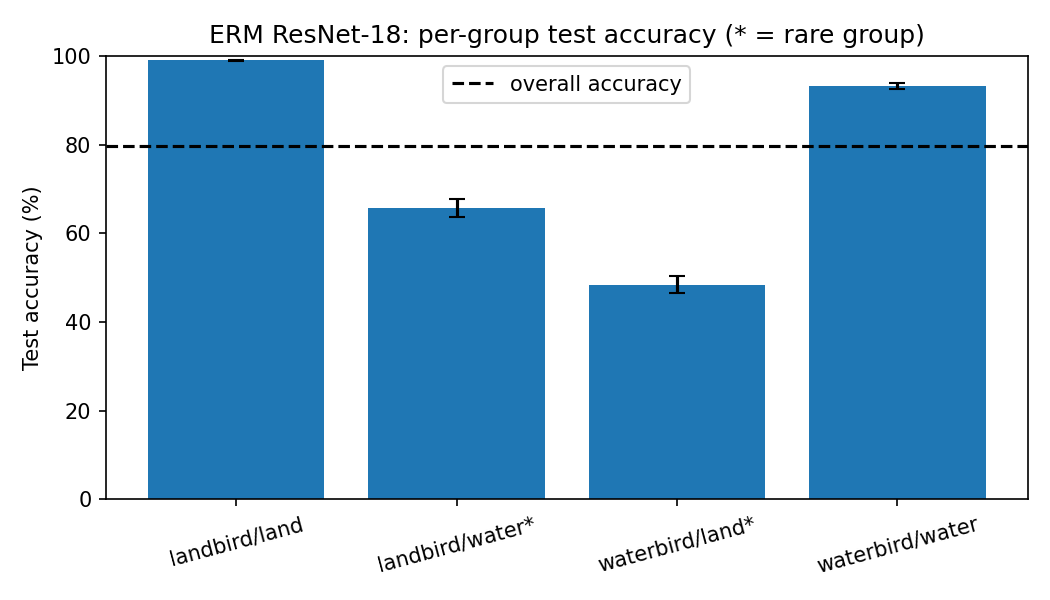 ERM ResNet-18: per-group test accuracy (* = rare group)
overall accuracy
Test accuracy (%)
100
80
60
40
20
0
landbird/land
landbird/water*
waterbird/land*
waterbird/water